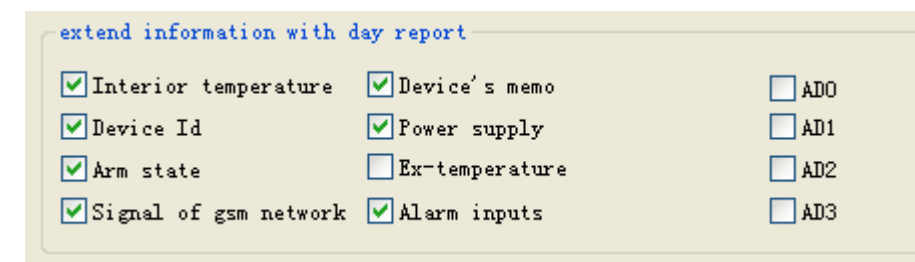 extend information with day report
Interior temperature Device's memo AD0
Device Id Power supply AD1
Arm state Ex-temperature AD2
Signal of gsm network Alarm inputs AD3